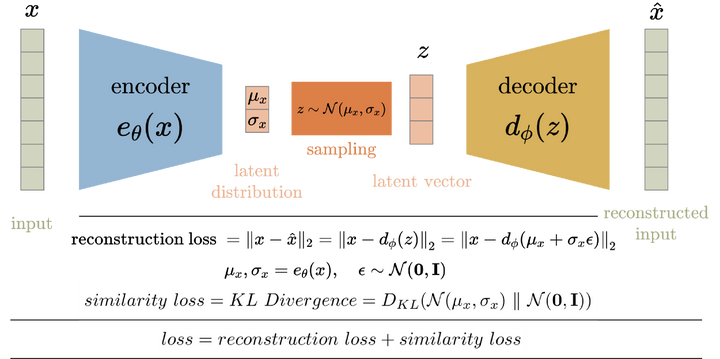 x
x̂
encoder
e_θ(x)
μ_x
σ_x
z ∼ 𝒩(μ_x, σ_x)
z
decoder
d_ϕ(z)
sampling
latent
distribution
latent vector
input
reconstructed
input
reconstruction loss = ‖x − x̂‖₂ = ‖x − d_ϕ(z)‖₂ = ‖x − d_ϕ(μ_x + σ_xϵ)‖₂
μ_x, σ_x = e_θ(x), ϵ ∼ 𝒩(𝟎, 𝐈)
similarity loss = KL Divergence = D_{KL}(𝒩(μ_x, σ_x) ∥ 𝒩(𝟎, 𝐈))
loss = reconstruction loss + similarity loss